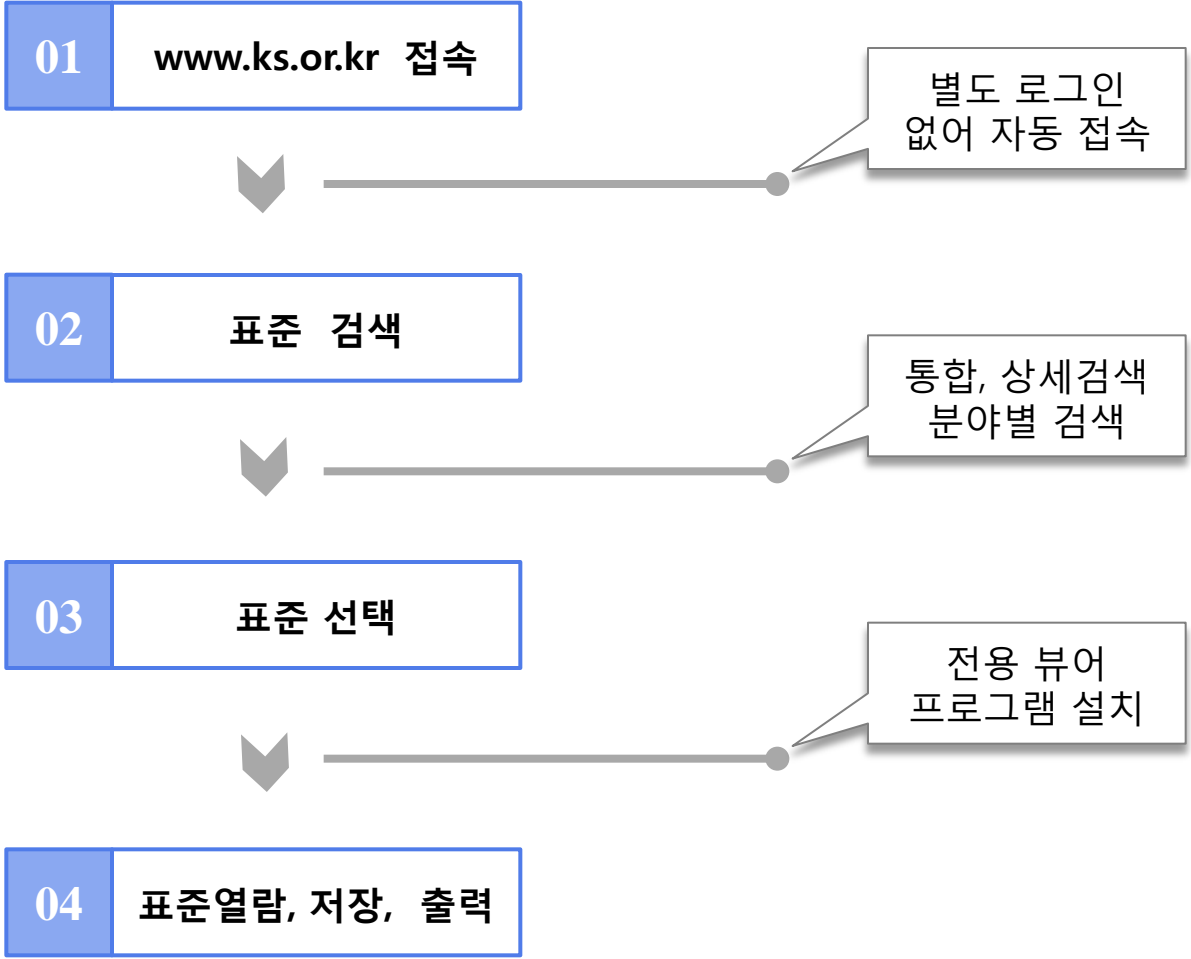 01 www.ks.or.kr 접속
별도 로그인
없어 자동 접속
02 표준 검색
통합, 상세검색
분야별 검색
03 표준 선택
전용 뷰어
프로그램 설치
04 표준열람, 저장, 출력